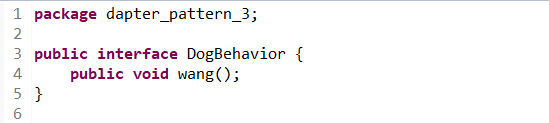 1 package dapter_pattern_3;
2
3 public interface DogBehavior {
4     public void wang();
5 }
6